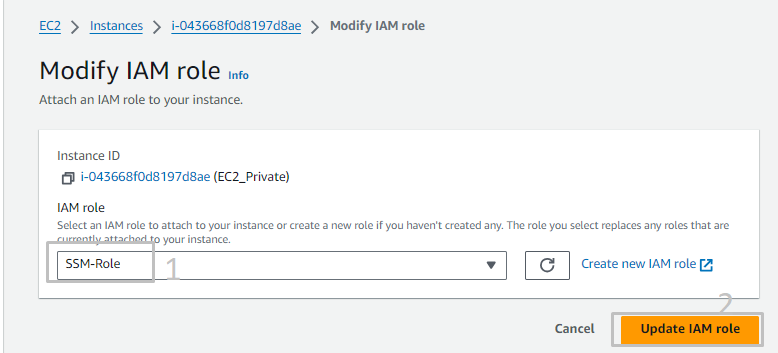 EC2 > Instances > i-043668f0d8197d8ae > Modify IAM role
Modify IAM role Info
Attach an IAM role to your instance.
Instance ID
i-043668f0d8197d8ae (EC2_Private)
IAM role
Select an IAM role to attach to your instance or create a new role if you haven't created any. The role you select replaces any roles that are
currently attached to your instance.
SSM-Role 1 Create new IAM role
2
Cancel Update IAM role